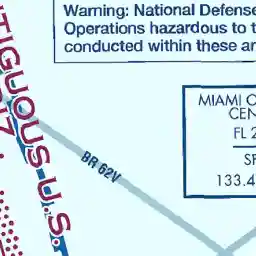 Warning: National Defense
Operations hazardous to t
conducted within these ar
TIGUOUS U.S.
MIAMI O
CEN
FL 2
SF
133.4
BR 62V